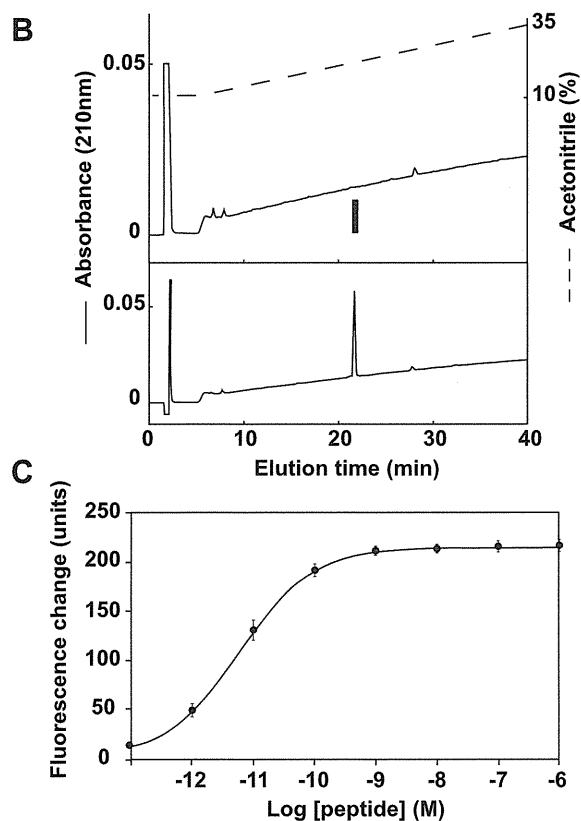 B
0.05
0
Absorbance (210nm)
35
10
Acetonitrile (%)
0.05
0
0 10 20 30 40
Elution time (min)
C
Fluorescence change (units)
250
200
150
100
50
0
-12 -11 -10 -9 -8 -7 -6
Log [peptide] (M)